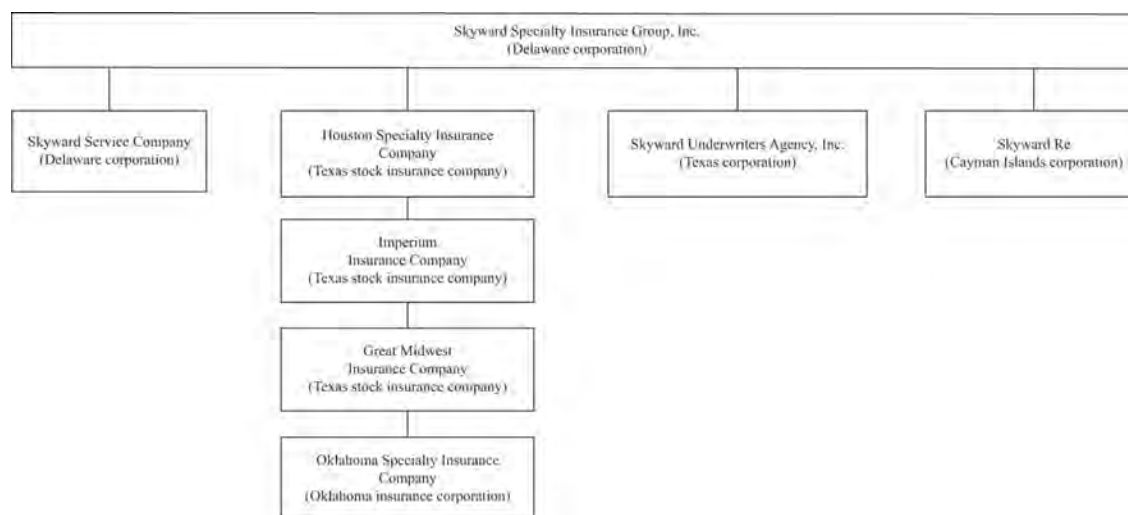 Skyward Specialty Insurance Group, Inc.
(Delaware corporation)
Skyward Service Company
(Delaware corporation)
Houston Specialty Insurance
Company
(Texas stock insurance company)
Skyward Underwriters Agency, Inc.
(Texas corporation)
Skyward Re
(Cayman Islands corporation)
Imperium
Insurance Company
(Texas stock insurance company)
Great Midwest
Insurance Company
(Texas stock insurance company)
Oklahoma Specialty Insurance
Company
(Oklahoma insurance corporation)